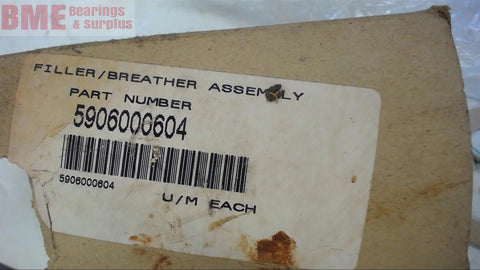 BME Bearings
& Surplus
FILLER/BREATHER ASSEMBLY
PART NUMBER
5906000604
5906000604
U/M EACH